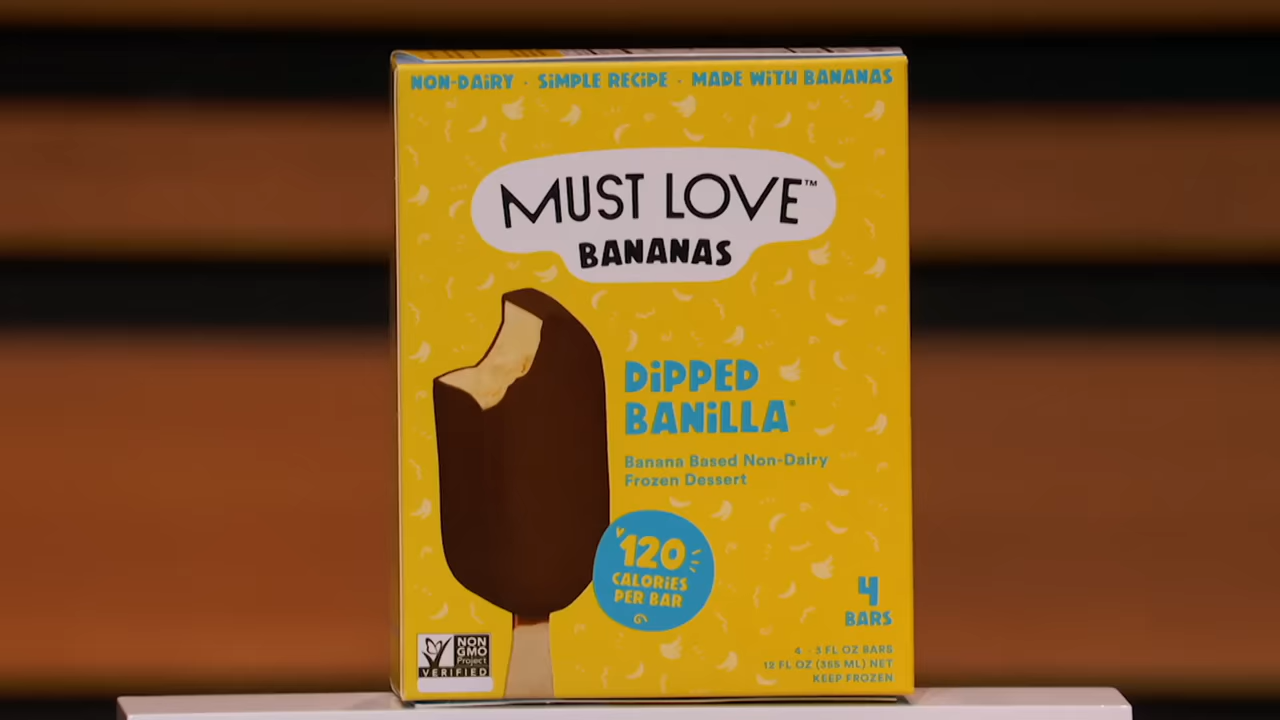 NON-DAiRY · SiMPLE RECiPE · MADE WiTH BANANAS
MUST LOVE™
BANANAS
DiPPED
BANiLLA®
Banana Based Non-Dairy
Frozen Dessert
120
CALORiES
PER BAR
4
BARS
NON
GMO
Project
VERIFIED
4 - 3 FL OZ BARS
12 FL OZ (355 ML) NET
KEEP FROZEN